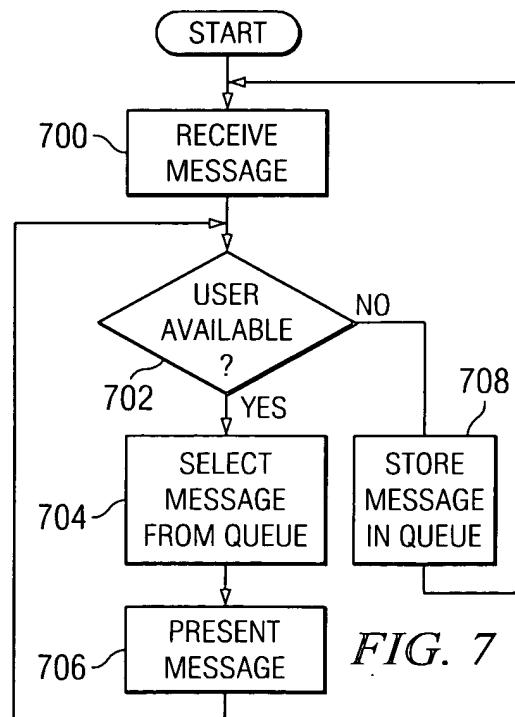 START
700
RECEIVE
MESSAGE
USER
AVAILABLE
?
NO
702
YES
708
704
SELECT
MESSAGE
FROM QUEUE
STORE
MESSAGE
IN QUEUE
706
PRESENT
MESSAGE
FIG. 7